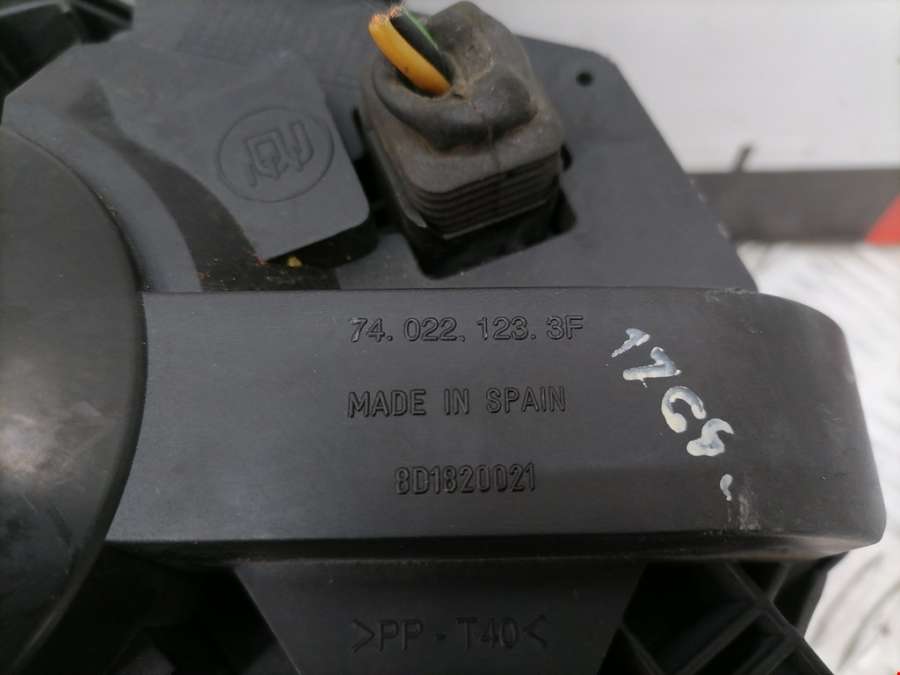 74. 022. 123. 3F
MADE IN SPAIN
8D1820021
>PP - T40<